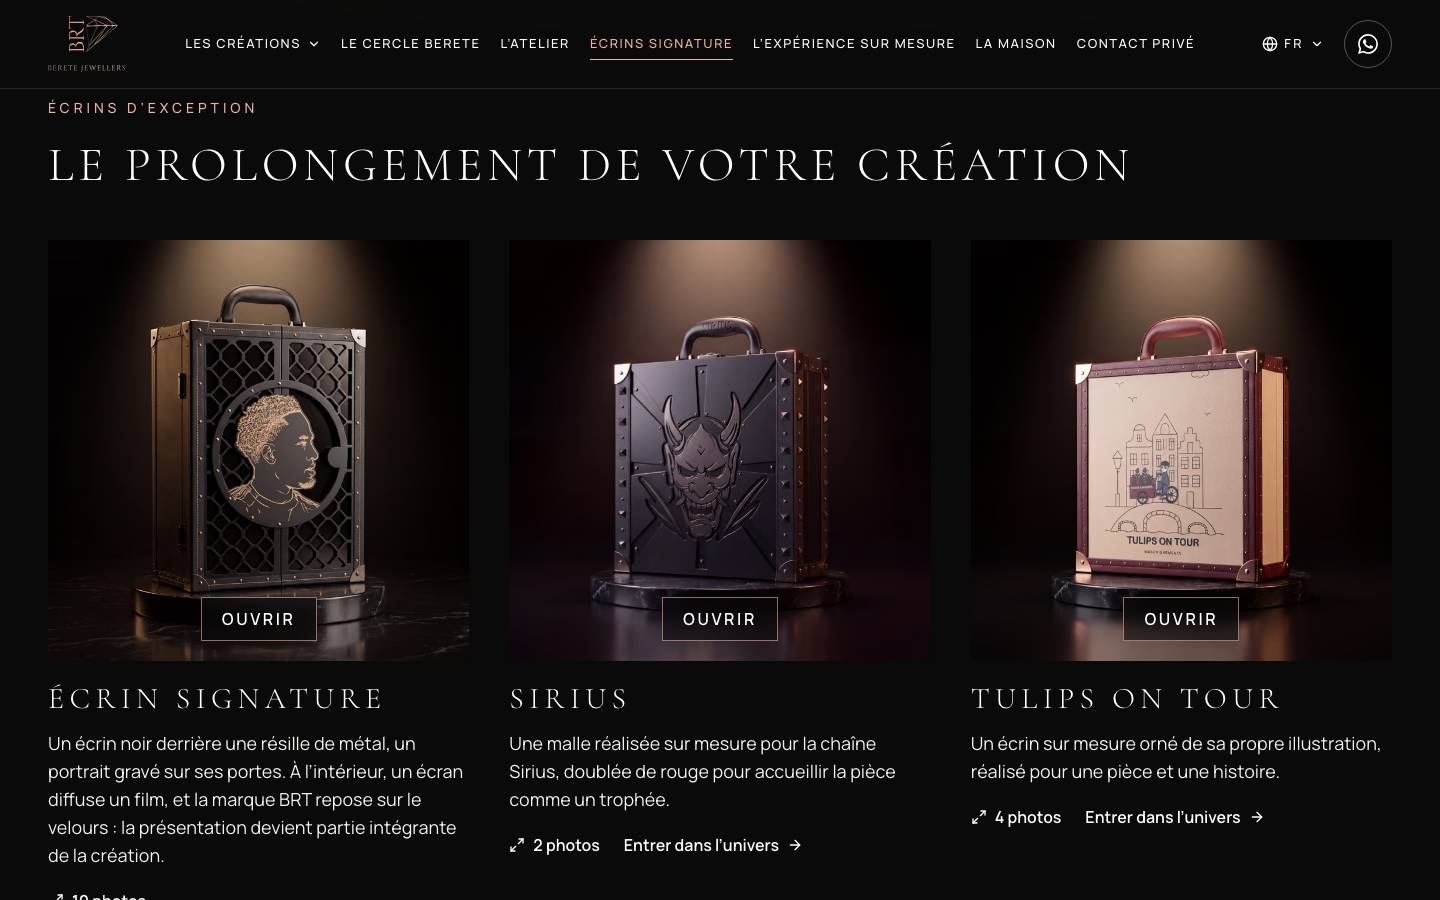 BRT
BERETE JEWELLERS
LES CRÉATIONS
LE CERCLE BERETE
L'ATELIER
ÉCRINS SIGNATURE
L'EXPÉRIENCE SUR MESURE
LA MAISON
CONTACT PRIVÉ
FR
ÉCRINS D'EXCEPTION
LE PROLONGEMENT DE VOTRE CRÉATION
TULIPS ON TOUR
OUVRIR
OUVRIR
OUVRIR
ÉCRIN SIGNATURE
Un écrin noir derrière une résille de métal, un
portrait gravé sur ses portes. À l'intérieur, un écran
diffuse un film, et la marque BRT repose sur le
velours : la présentation devient partie intégrante
de la création.
10 photos
SIRIUS
Une malle réalisée sur mesure pour la chaîne
Sirius, doublée de rouge pour accueillir la pièce
comme un trophée.
2 photos
Entrer dans l'univers
TULIPS ON TOUR
Un écrin sur mesure orné de sa propre illustration,
réalisé pour une pièce et une histoire.
4 photos
Entrer dans l'univers